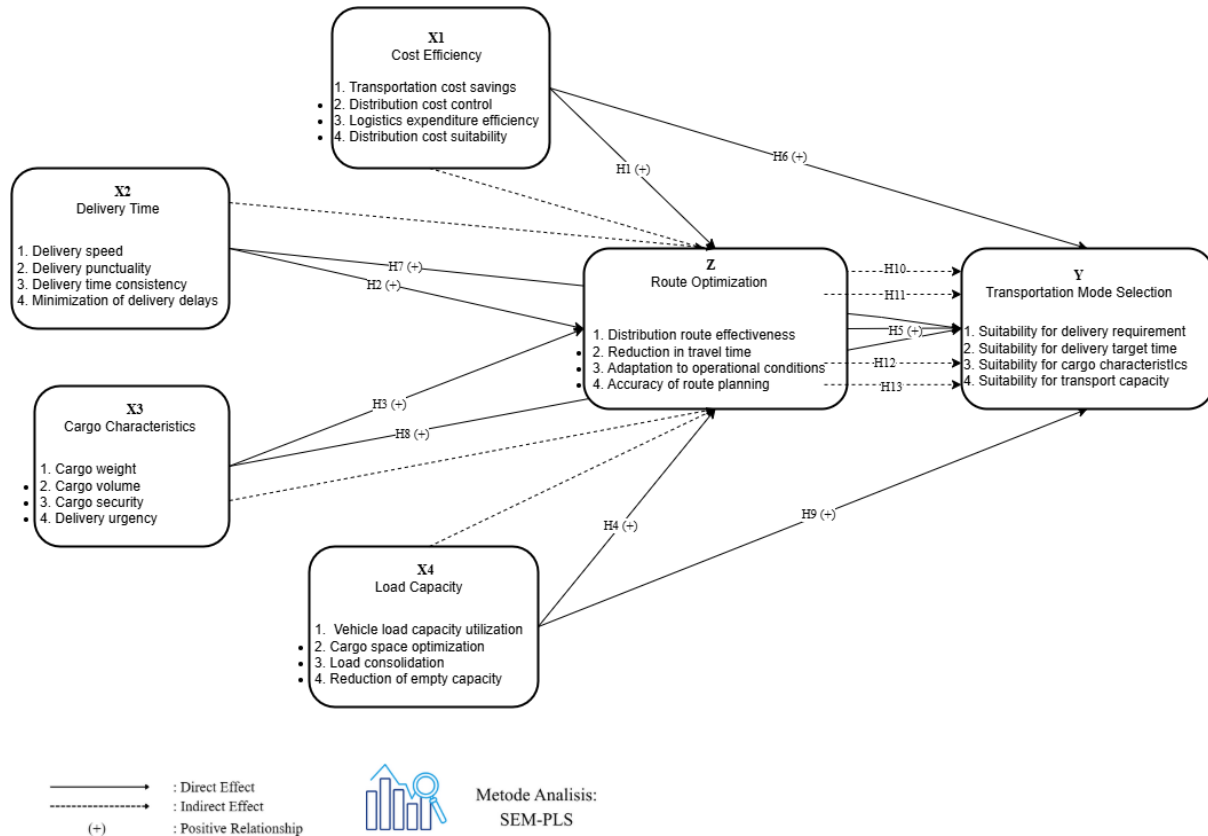 X1
Cost Efficiency
1. Transportation cost savings
• 2. Distribution cost control
• 3. Logistics expenditure efficiency
• 4. Distribution cost suitability
H6 (+)
H1 (+)
X2
Delivery Time
1. Delivery speed
2. Delivery punctuality
3. Delivery time consistency
4. Minimization of delivery delays
H7 (+)
H2 (+)
Z
Route Optimization
1. Distribution route effectiveness
• 2. Reduction in travel time
• 3. Adaptation to operational conditions
• 4. Accuracy of route planning
H10
H11
H5 (+)
H12
H13
Y
Transportation Mode Selection
1. Suitability for delivery requirement
2. Suitability for delivery target time
3. Suitability for cargo characteristics
4. Suitability for transport capacity
X3
Cargo Characteristics
1. Cargo weight
• 2. Cargo volume
• 3. Cargo security
• 4. Delivery urgency
H3 (+)
H8 (+)
H4 (+)
H9 (+)
X4
Load Capacity
1. Vehicle load capacity utilization
• 2. Cargo space optimization
• 3. Load consolidation
• 4. Reduction of empty capacity
: Direct Effect
: Indirect Effect
(+) : Positive Relationship
Metode Analisis:
SEM-PLS